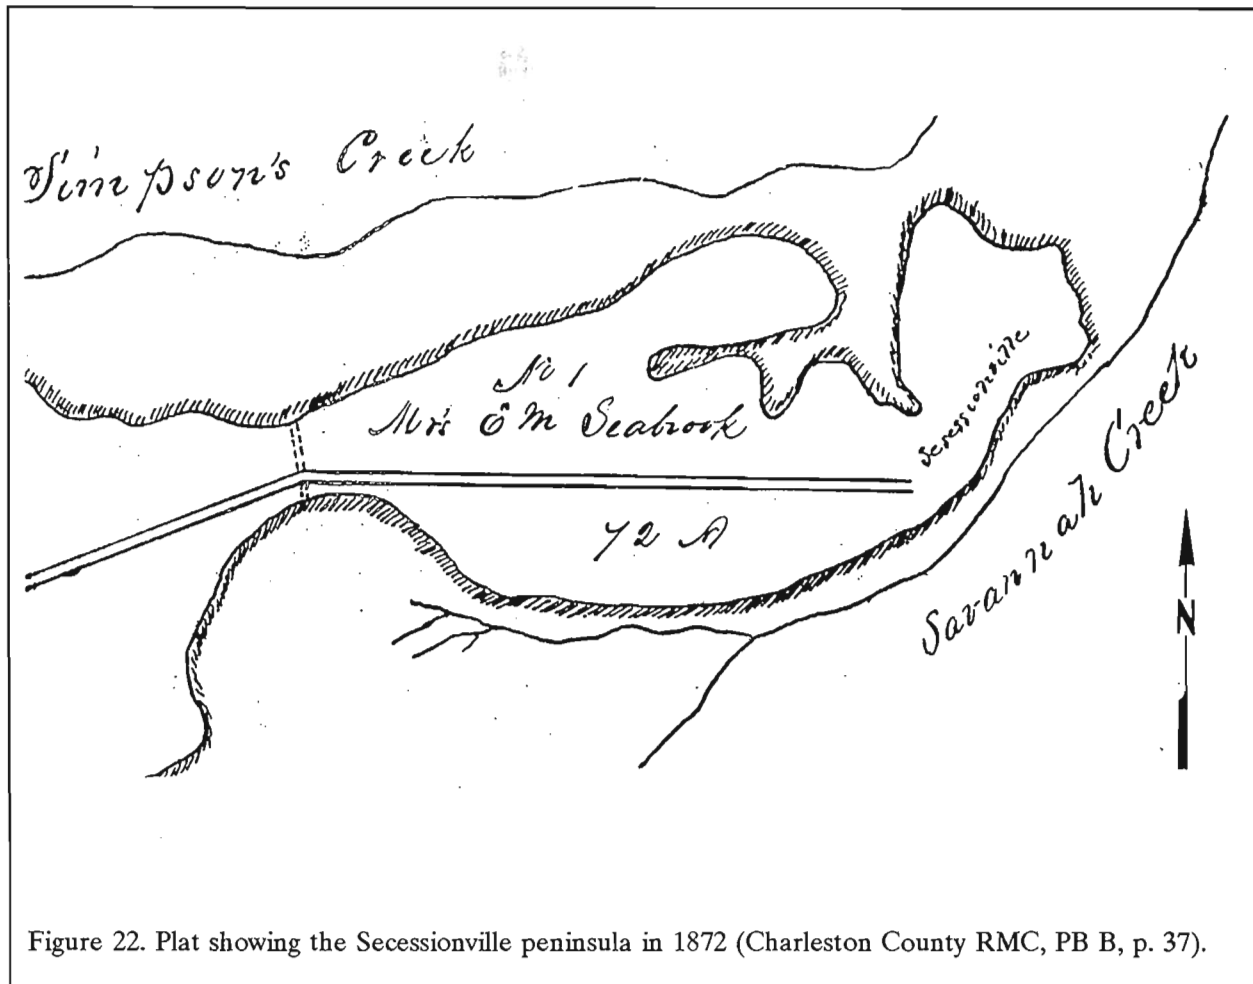 Simpson's Creek
No 1
Mrs E M Seabrook
Secessionville
72 A
Savannah Creek
N
Figure 22. Plat showing the Secessionville peninsula in 1872 (Charleston County RMC, PB B, p. 37).